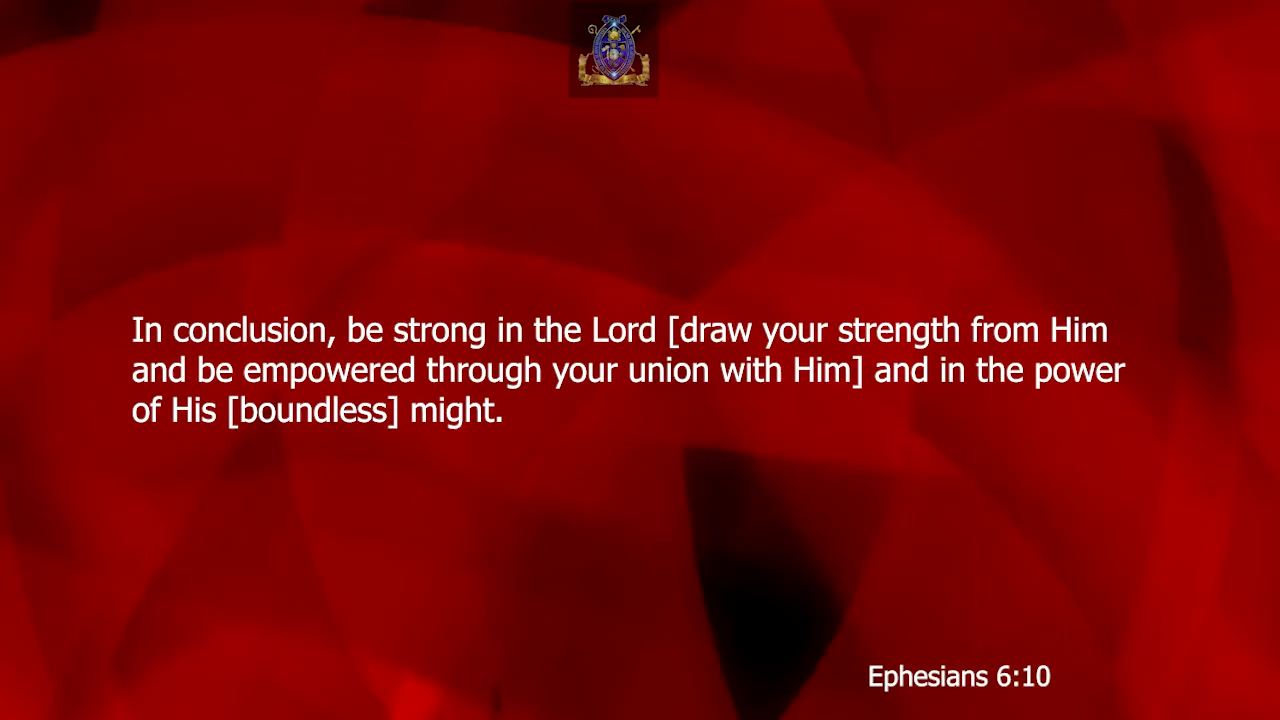 In conclusion, be strong in the Lord [draw your strength from Him
and be empowered through your union with Him] and in the power
of His [boundless] might.
Ephesians 6:10